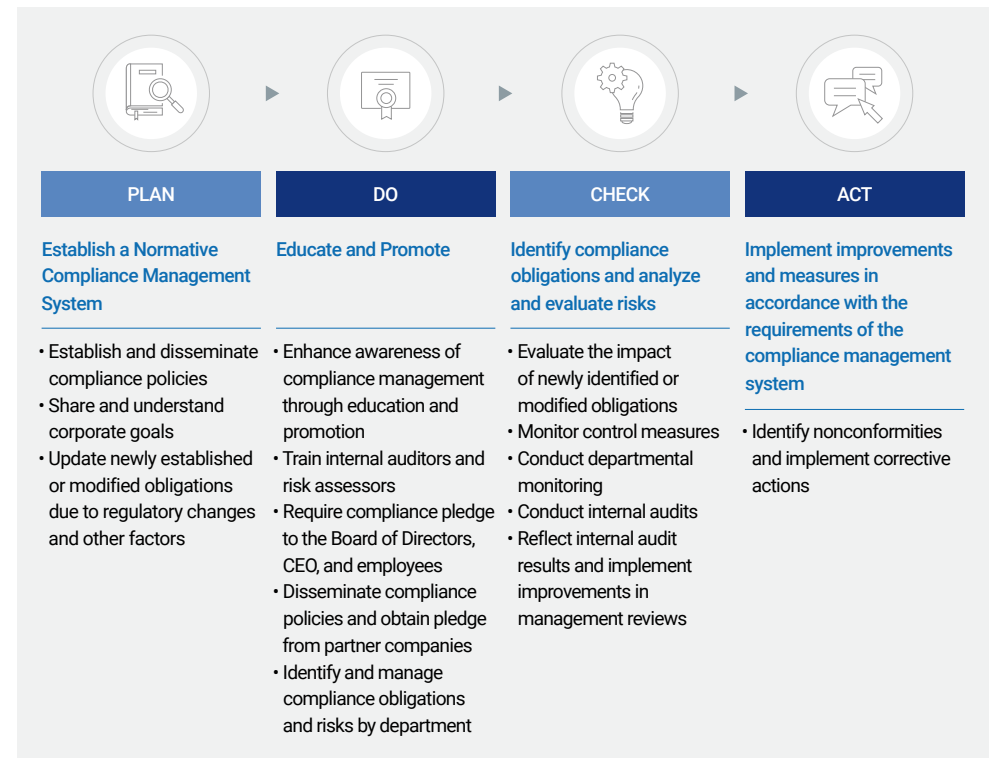 PLAN
Establish a Normative
Compliance Management
System
• Establish and disseminate
compliance policies
• Share and understand
corporate goals
• Update newly established
or modified obligations
due to regulatory changes
and other factors
DO
Educate and Promote
• Enhance awareness of
compliance management
through education and
promotion
• Train internal auditors and
risk assessors
• Require compliance pledge
to the Board of Directors,
CEO, and employees
• Disseminate compliance
policies and obtain pledge
from partner companies
• Identify and manage
compliance obligations
and risks by department
CHECK
Identify compliance
obligations and analyze
and evaluate risks
• Evaluate the impact
of newly identified or
modified obligations
• Monitor control measures
• Conduct departmental
monitoring
• Conduct internal audits
• Reflect internal audit
results and implement
improvements in
management reviews
ACT
Implement improvements
and measures in
accordance with the
requirements of the
compliance management
system
• Identify nonconformities
and implement corrective
actions